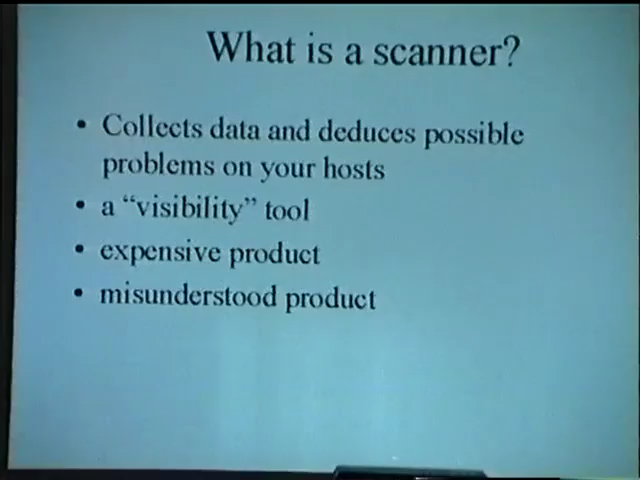 What is a scanner?
• Collects data and deduces possible
problems on your hosts
• a “visibility” tool
• expensive product
• misunderstood product